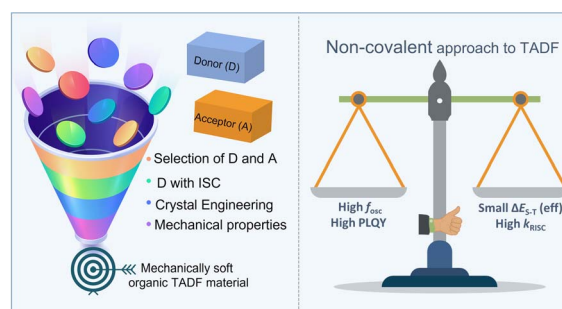 Donor (D)
Acceptor (A)
• Selection of D and A
• D with ISC
• Crystal Engineering
• Mechanical properties
Mechanically soft
organic TADF material
Non-covalent approach to TADF
High fosc
High PLQY
Small ΔES-T (eff)
High kRISC